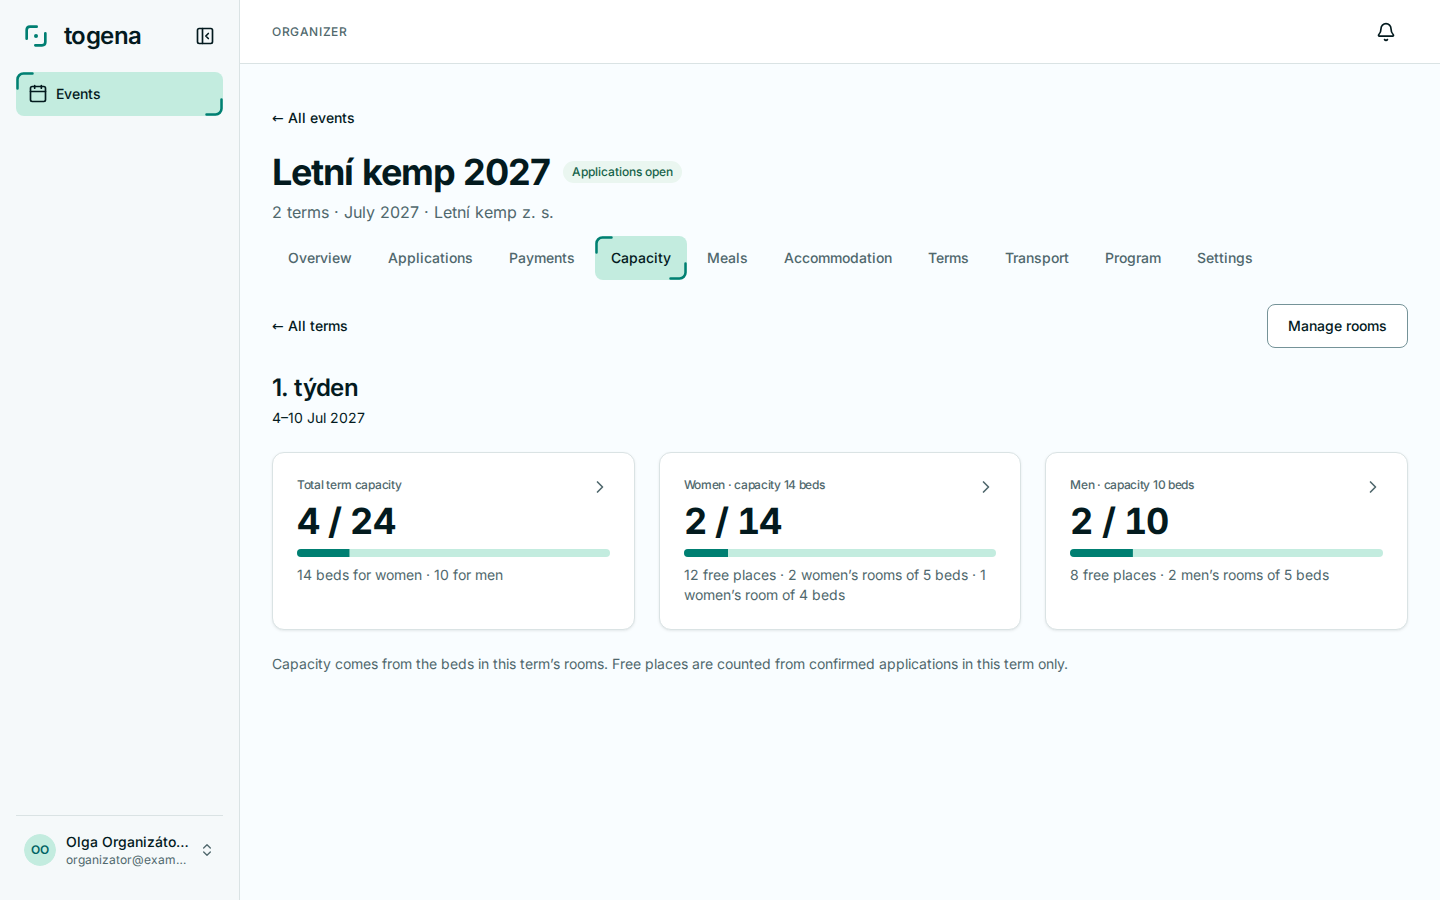 togena
Events
ORGANIZER
← All events
Letní kemp 2027
Applications open
2 terms · July 2027 · Letní kemp z. s.
Overview
Applications
Payments
Capacity
Meals
Accommodation
Terms
Transport
Program
Settings
← All terms
Manage rooms
1. týden
4–10 Jul 2027
Total term capacity
4 / 24
14 beds for women · 10 for men
Women · capacity 14 beds
2 / 14
12 free places · 2 women’s rooms of 5 beds · 1
women’s room of 4 beds
Men · capacity 10 beds
2 / 10
8 free places · 2 men’s rooms of 5 beds
Capacity comes from the beds in this term’s rooms. Free places are counted from confirmed applications in this term only.
OO
Olga Organizáto...
organizator@exam...